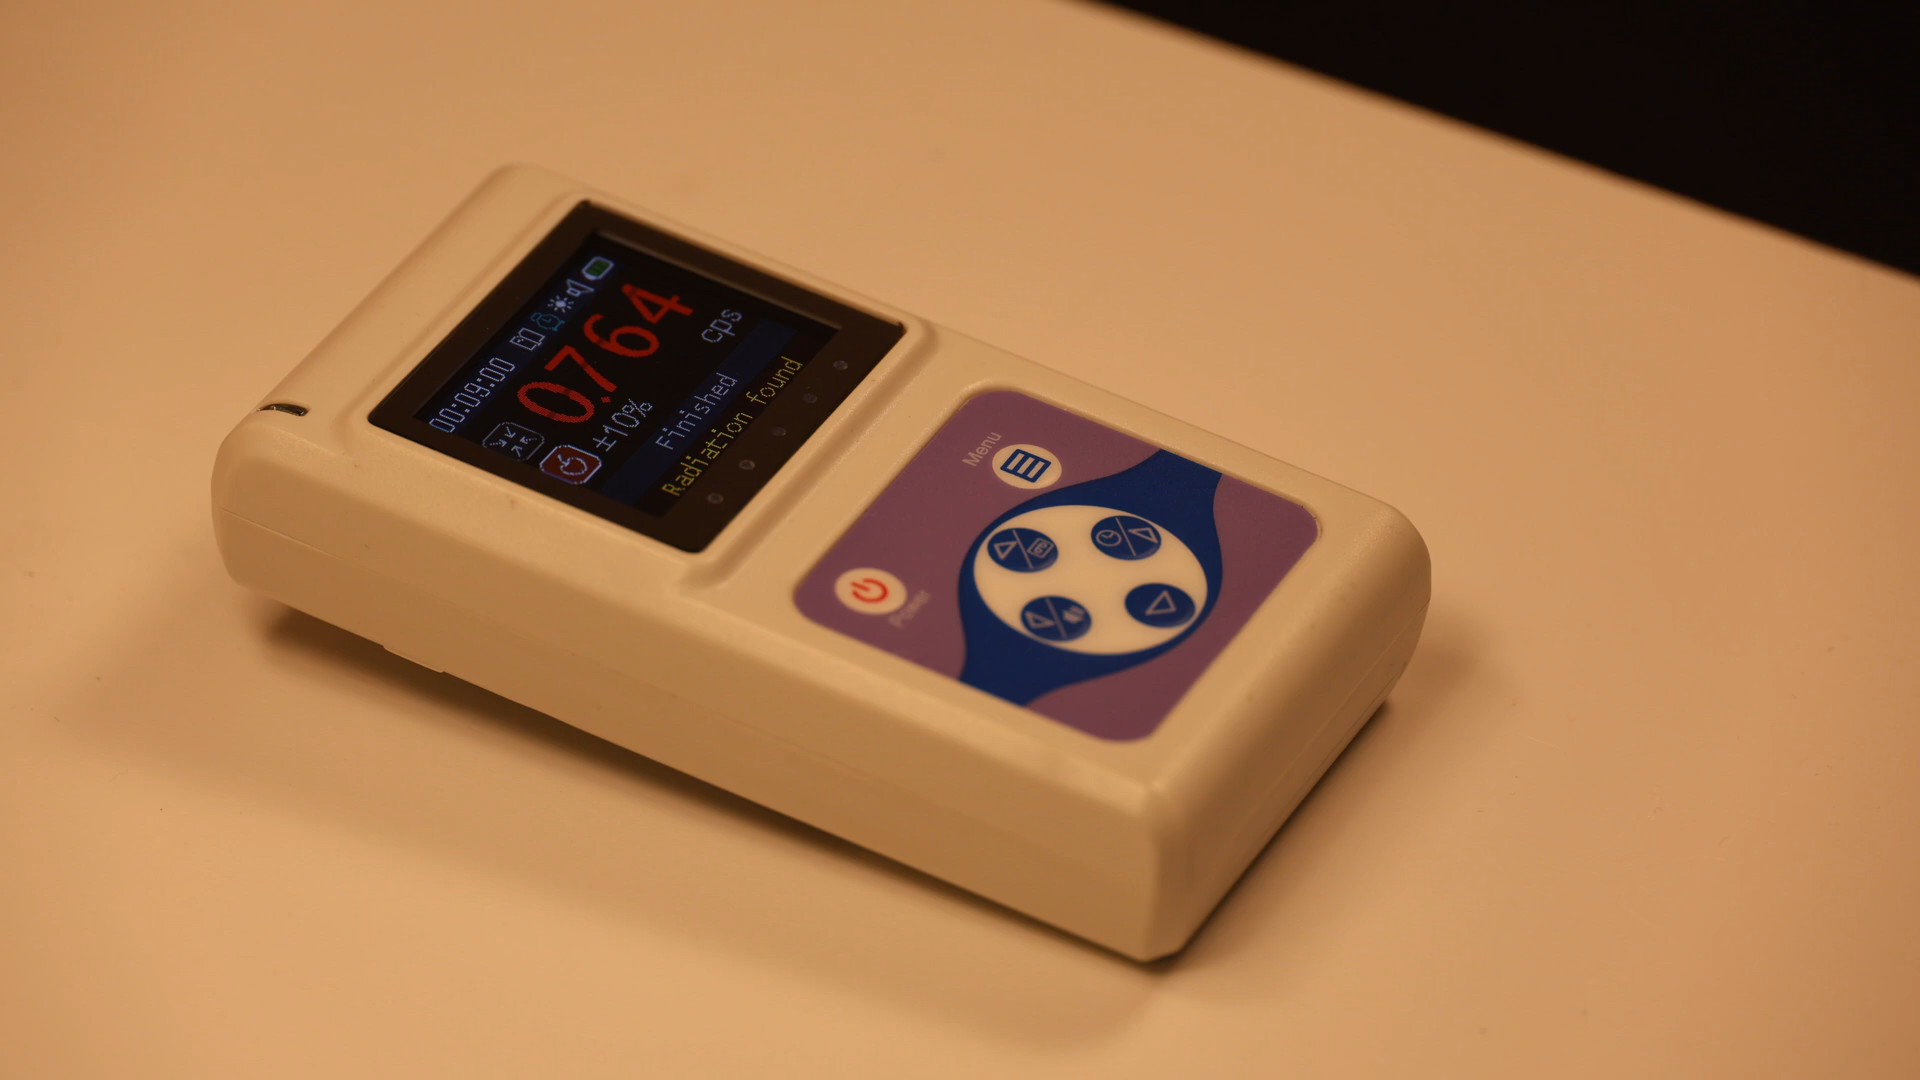 00:09:00
0.764
±10%
cps
Finished
Radiation found
Menu
Power